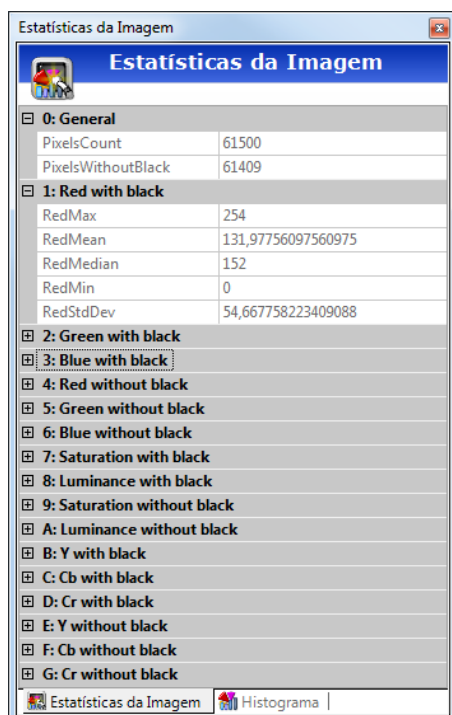 Estatísticas da Imagem
Estatísticas da Imagem
0: General
PixelsCount 61500
PixelsWithoutBlack 61409
1: Red with black
RedMax 254
RedMean 131,97756097560975
RedMedian 152
RedMin 0
RedStdDev 54,667758223409088
2: Green with black
3: Blue with black
4: Red without black
5: Green without black
6: Blue without black
7: Saturation with black
8: Luminance with black
9: Saturation without black
A: Luminance without black
B: Y with black
C: Cb with black
D: Cr with black
E: Y without black
F: Cb without black
G: Cr without black
Estatísticas da Imagem Histograma